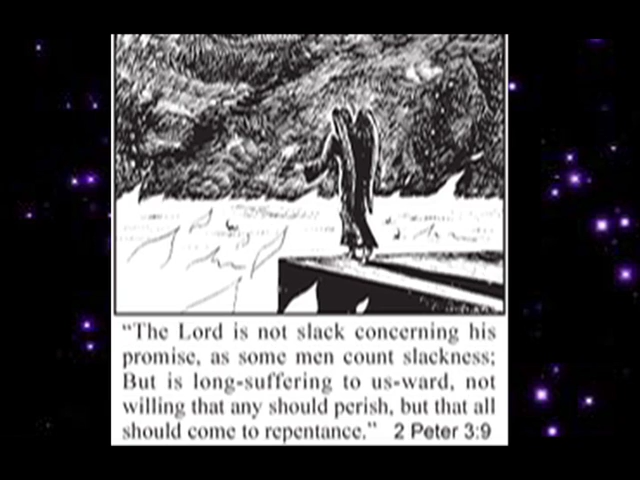 “The Lord is not slack concerning his
promise, as some men count slackness;
But is long-suffering to us-ward, not
willing that any should perish, but that all
should come to repentance.” 2 Peter 3:9